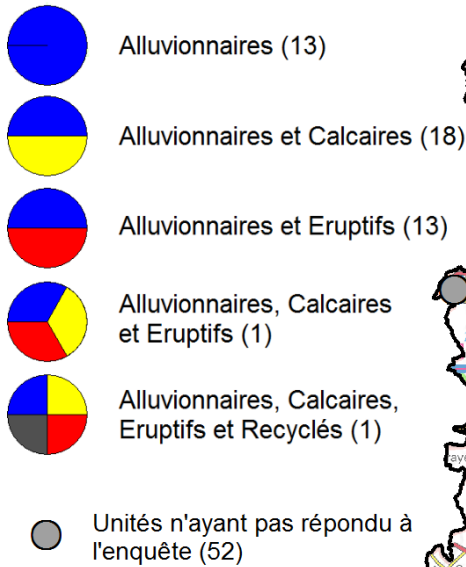 Alluvionnaires (13)
Alluvionnaires et Calcaires (18)
Alluvionnaires et Eruptifs (13)
Alluvionnaires, Calcaires
et Eruptifs (1)
Alluvionnaires, Calcaires,
Eruptifs et Recyclés (1)
Unités n'ayant pas répondu à
l'enquête (52)